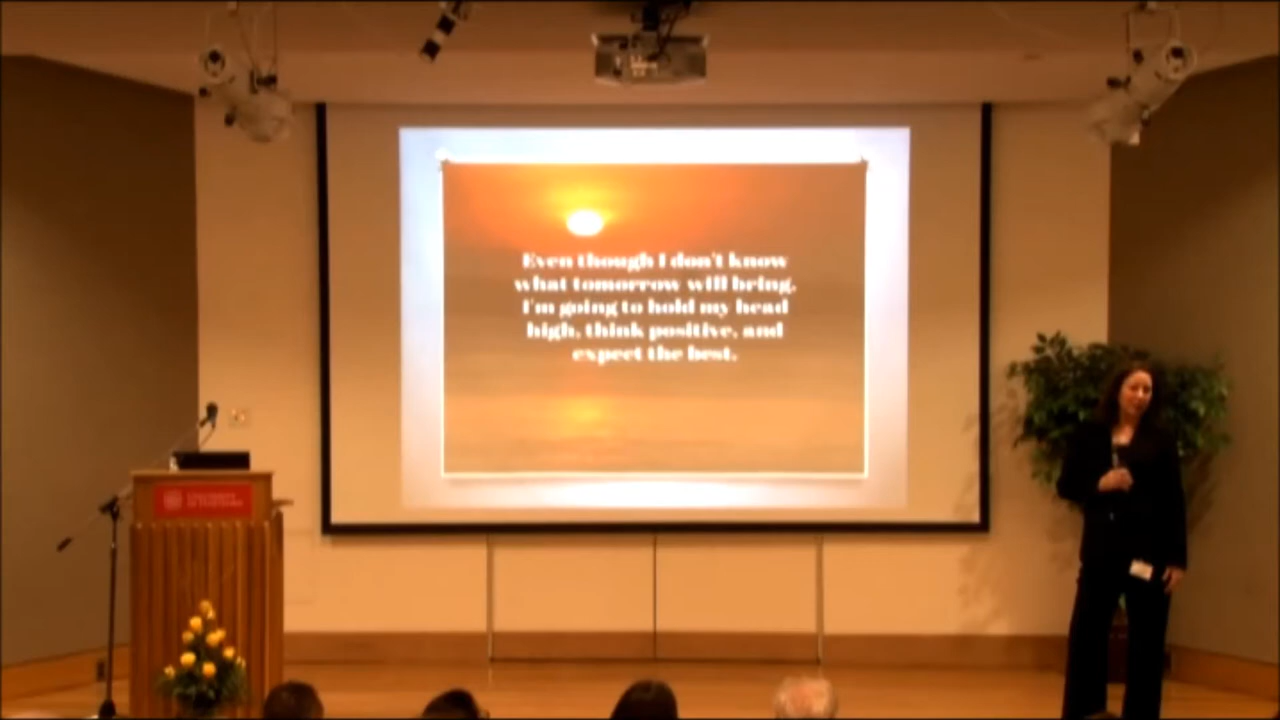 Even though I don't know
what tomorrow will bring,
I'm going to hold my head
high, think positive, and
expect the best.
UNIVERSITY